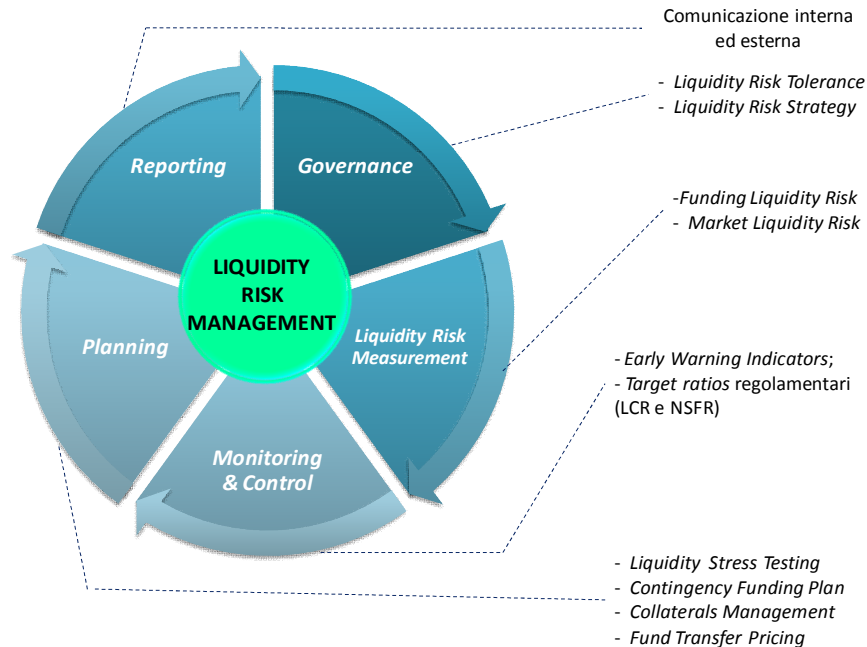 Comunicazione interna
ed esterna
- Liquidity Risk Tolerance
- Liquidity Risk Strategy
Reporting
Governance
-Funding Liquidity Risk
- Market Liquidity Risk
LIQUIDITY
RISK
MANAGEMENT
Planning
Liquidity Risk
Measurement
- Early Warning Indicators;
- Target ratios regolamentari
(LCR e NSFR)
Monitoring
& Control
- Liquidity Stress Testing
- Contingency Funding Plan
- Collaterals Management
- Fund Transfer Pricing